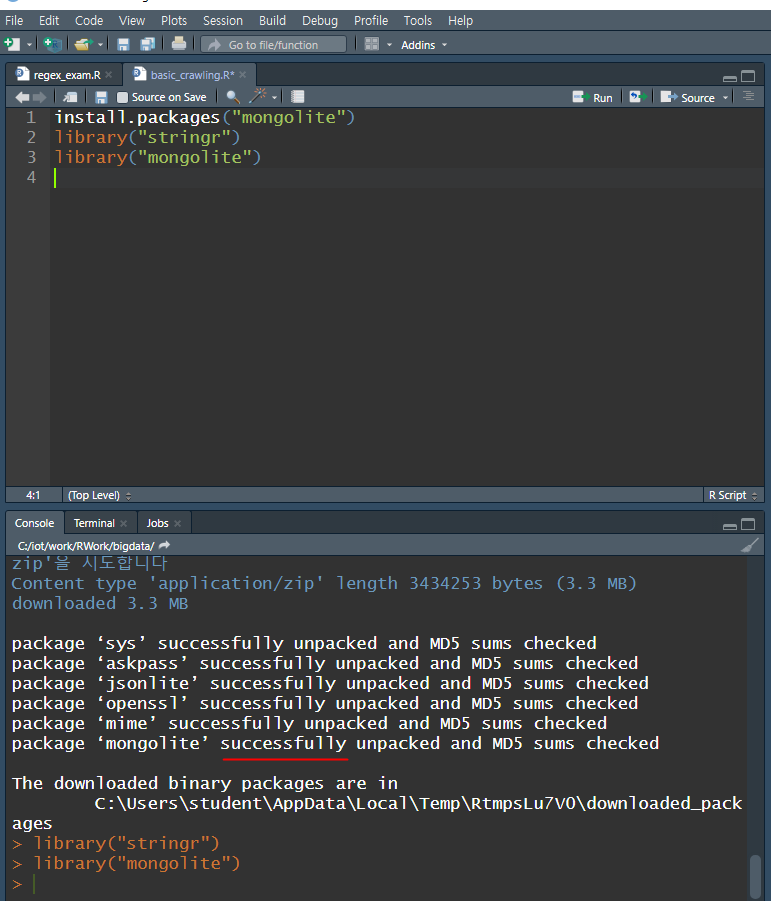 File Edit Code View Plots Session Build Debug Profile Tools Help
Go to file/function Addins
regex_exam.R basic_crawling.R*
Source on Save Run Source
1 install.packages("mongolite")
2 library("stringr")
3 library("mongolite")
4
4:1 (Top Level) R Script
Console Terminal Jobs
C:/iot/work/RWork/bigdata/
zip'을 시도합니다
Content type 'application/zip' length 3434253 bytes (3.3 MB)
downloaded 3.3 MB
package ‘sys’ successfully unpacked and MD5 sums checked
package ‘askpass’ successfully unpacked and MD5 sums checked
package ‘jsonlite’ successfully unpacked and MD5 sums checked
package ‘openssl’ successfully unpacked and MD5 sums checked
package ‘mime’ successfully unpacked and MD5 sums checked
package ‘mongolite’ successfully unpacked and MD5 sums checked
The downloaded binary packages are in
C:\Users\student\AppData\Local\Temp\RtmpsLu7V0\downloaded_pack
ages
> library("stringr")
> library("mongolite")
>